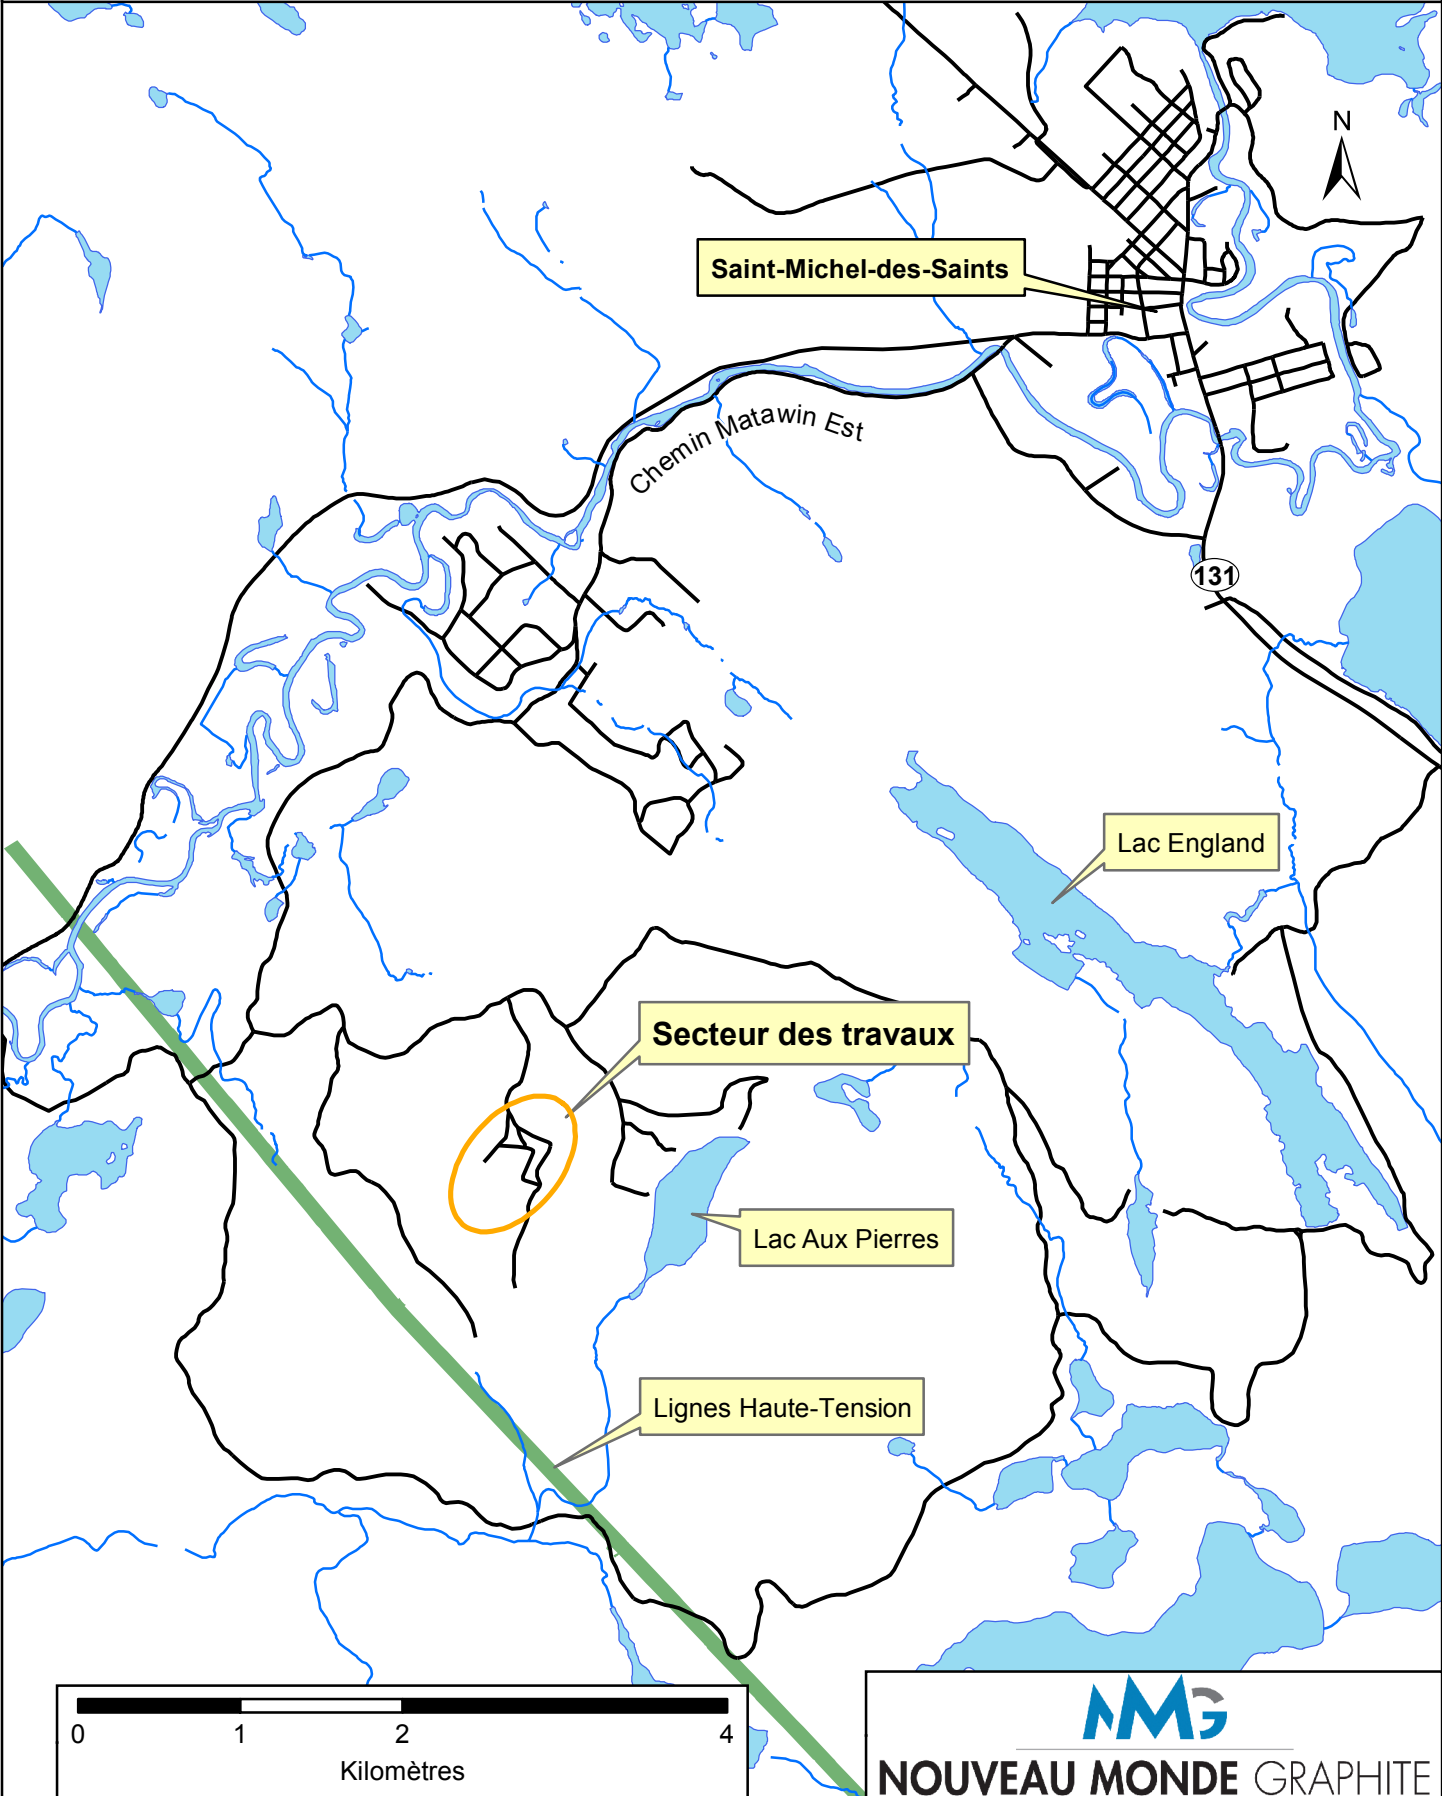 N
Saint-Michel-des-Saints
Chemin Matawin Est
131
Lac England
Secteur des travaux
Lac Aux Pierres
Lignes Haute-Tension
0 1 2 4
Kilomètres
NMG
NOUVEAU MONDE GRAPHITE